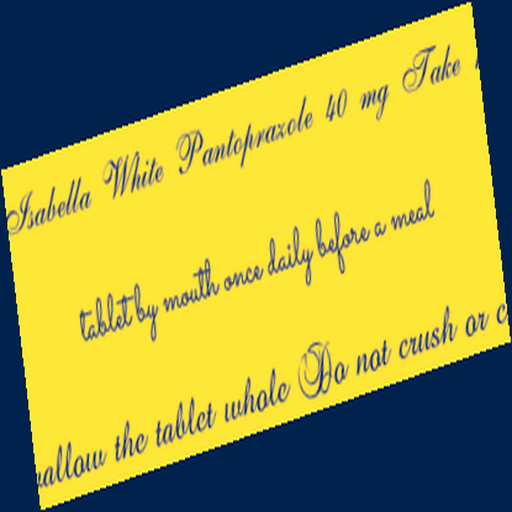 Isabella White Pantoprazole 40 mg Take
tablet by mouth once daily before a meal
the tablet whole Do not crush or